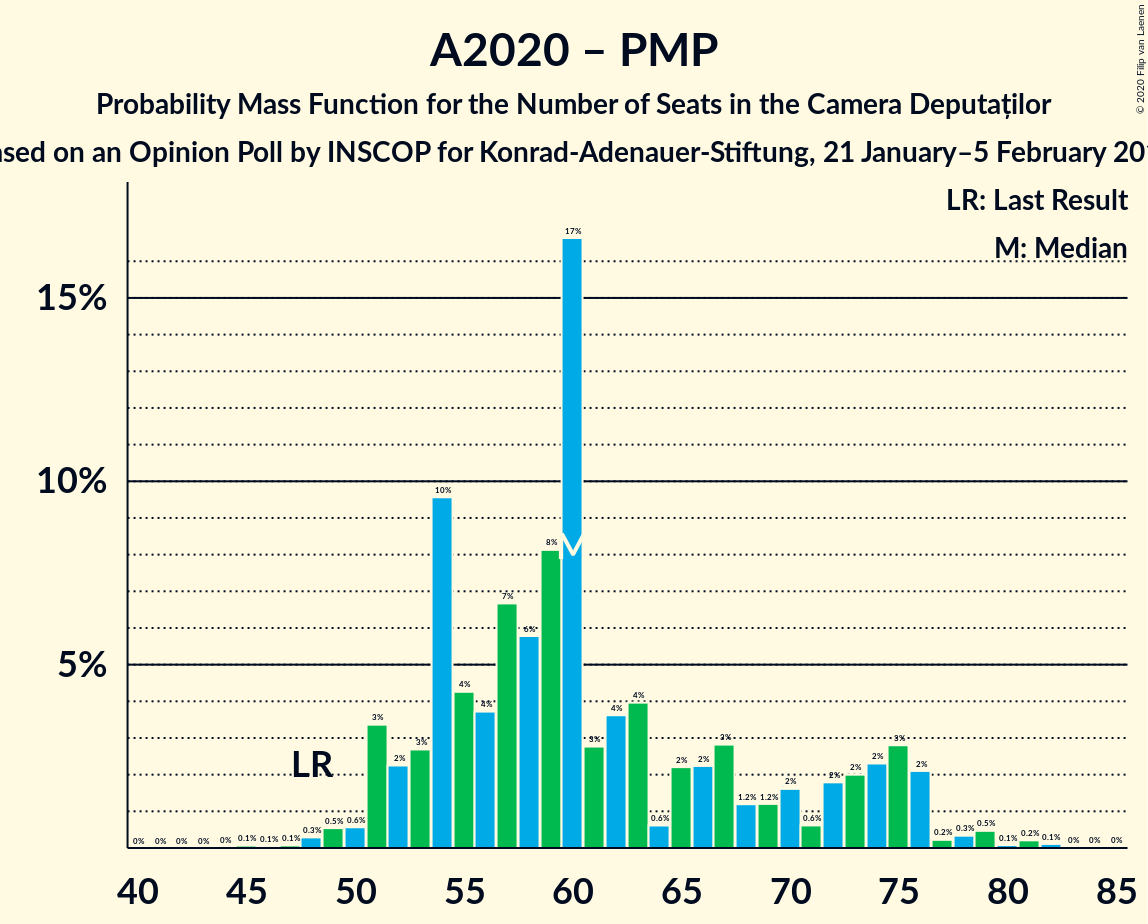 A2020 – PMP
Probability Mass Function for the Number of Seats in the Camera Deputaților
ased on an Opinion Poll by INSCOP for Konrad-Adenauer-Stiftung, 21 January–5 February 20
© 2020 Filip van Laenen
LR: Last Result
M: Median
15%
10%
5%
LR
M
0% 0% 0% 0% 0% 0.1% 0.1% 0.1% 0.3% 0.5% 0.6% 3% 2% 3% 10% 4% 4% 7% 6% 8% 17% 3% 4% 4% 0.6% 2% 2% 3% 1.2% 1.2% 2% 0.6% 2% 2% 2% 3% 2% 0.2% 0.3% 0.5% 0.1% 0.2% 0.1% 0% 0% 0%
40 45 50 55 60 65 70 75 80 85